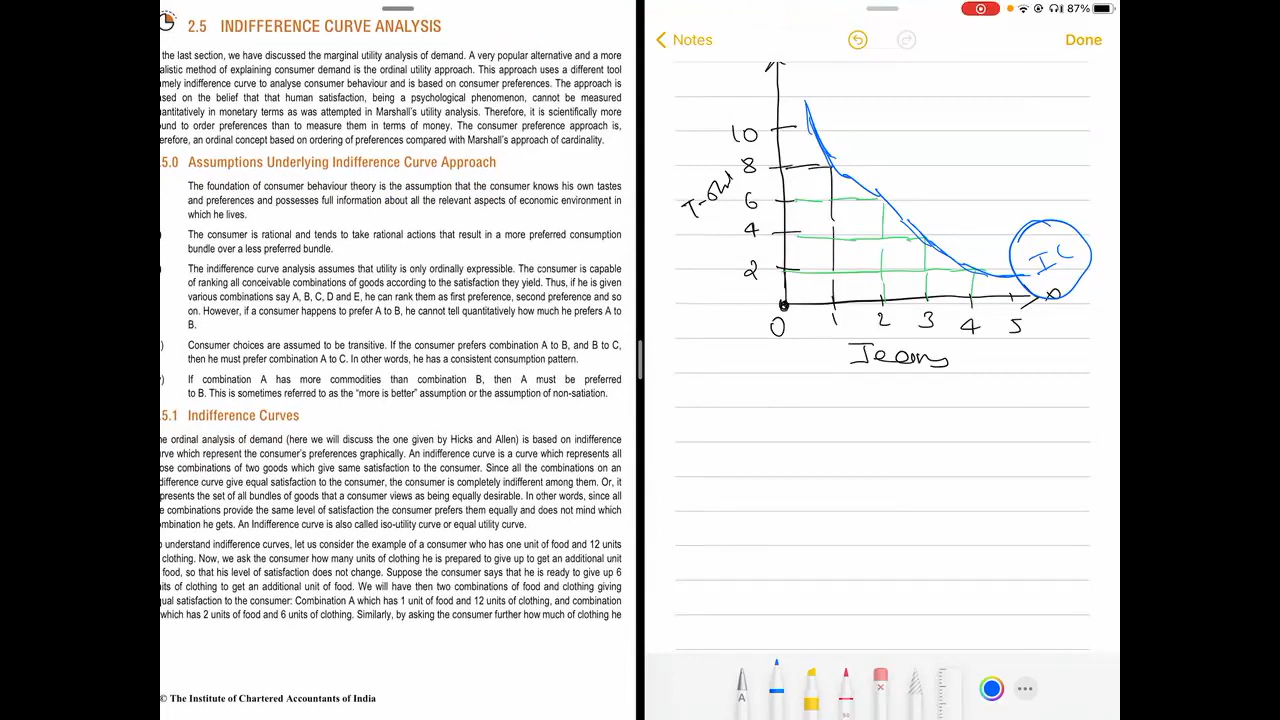 2.5 INDIFFERENCE CURVE ANALYSIS
the last section, we have discussed the marginal utility analysis of demand. A very popular alternative and a more
alistic method of explaining consumer demand is the ordinal utility approach. This approach uses a different tool
mely indifference curve to analyse consumer behaviour and is based on consumer preferences. The approach is
sed on the belief that that human satisfaction, being a psychological phenomenon, cannot be measured
antitatively in monetary terms as was attempted in Marshall's utility analysis. Therefore, it is scientifically more
und to order preferences than to measure them in terms of money. The consumer preference approach is,
erefore, an ordinal concept based on ordering of preferences compared with Marshall's approach of cardinality.
.5.0 Assumptions Underlying Indifference Curve Approach
The foundation of consumer behaviour theory is the assumption that the consumer knows his own tastes
and preferences and possesses full information about all the relevant aspects of economic environment in
which he lives.
The consumer is rational and tends to take rational actions that result in a more preferred consumption
bundle over a less preferred bundle.
) The indifference curve analysis assumes that utility is only ordinally expressible. The consumer is capable
of ranking all conceivable combinations of goods according to the satisfaction they yield. Thus, if he is given
various combinations say A, B, C, D and E, he can rank them as first preference, second preference and so
on. However, if a consumer happens to prefer A to B, he cannot tell quantitatively how much he prefers A to
B.
) Consumer choices are assumed to be transitive. If the consumer prefers combination A to B, and B to C,
then he must prefer combination A to C. In other words, he has a consistent consumption pattern.
) If combination A has more commodities than combination B, then A must be preferred
to B. This is sometimes referred to as the "more is better" assumption or the assumption of non-satiation.
.5.1 Indifference Curves
e ordinal analysis of demand (here we will discuss the one given by Hicks and Allen) is based on indifference
rve which represent the consumer's preferences graphically. An indifference curve is a curve which represents all
ose combinations of two goods which give same satisfaction to the consumer. Since all the combinations on an
difference curve give equal satisfaction to the consumer, the consumer is completely indifferent among them. Or, it
presents the set of all bundles of goods that a consumer views as being equally desirable. In other words, since all
e combinations provide the same level of satisfaction the consumer prefers them equally and does not mind which
mbination he gets. An Indifference curve is also called iso-utility curve or equal utility curve.
understand indifference curves, let us consider the example of a consumer who has one unit of food and 12 units
clothing. Now, we ask the consumer how many units of clothing he is prepared to give up to get an additional unit
food, so that his level of satisfaction does not change. Suppose the consumer says that he is ready to give up 6
its of clothing to get an additional unit of food. We will have then two combinations of food and clothing giving
ual satisfaction to the consumer: Combination A which has 1 unit of food and 12 units of clothing, and combination
which has 2 units of food and 6 units of clothing. Similarly, by asking the consumer further how much of clothing he
© The Institute of Chartered Accountants of India
87%
Notes
Done
10
8
6
4
2
0 1 2 3 4 5
IC
Jeans